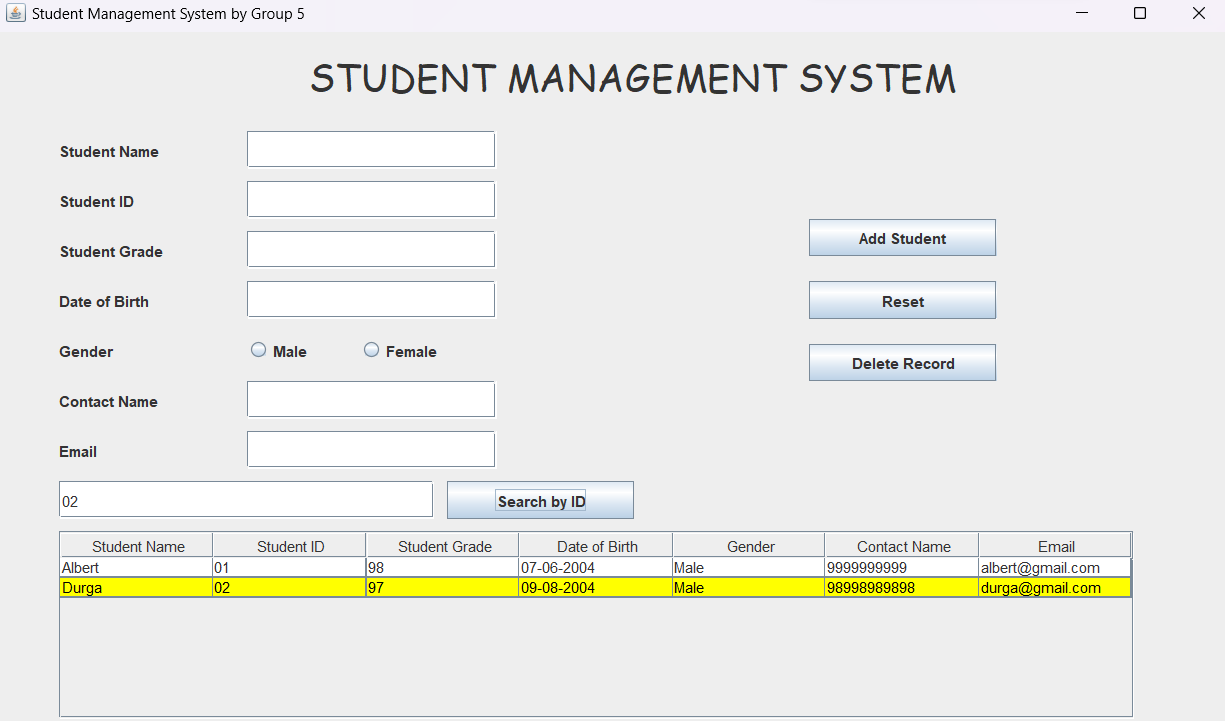 Student Management System by Group 5
STUDENT MANAGEMENT SYSTEM
Student Name
Student ID
Student Grade
Add Student
Date of Birth
Reset
Gender Male Female
Delete Record
Contact Name
Email
02 Search by ID
Student Name Student ID Student Grade Date of Birth Gender Contact Name Email
Albert 01 98 07-06-2004 Male 9999999999 albert@gmail.com
Durga 02 97 09-08-2004 Male 98998989898 durga@gmail.com